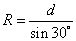 R = d / sin 30°